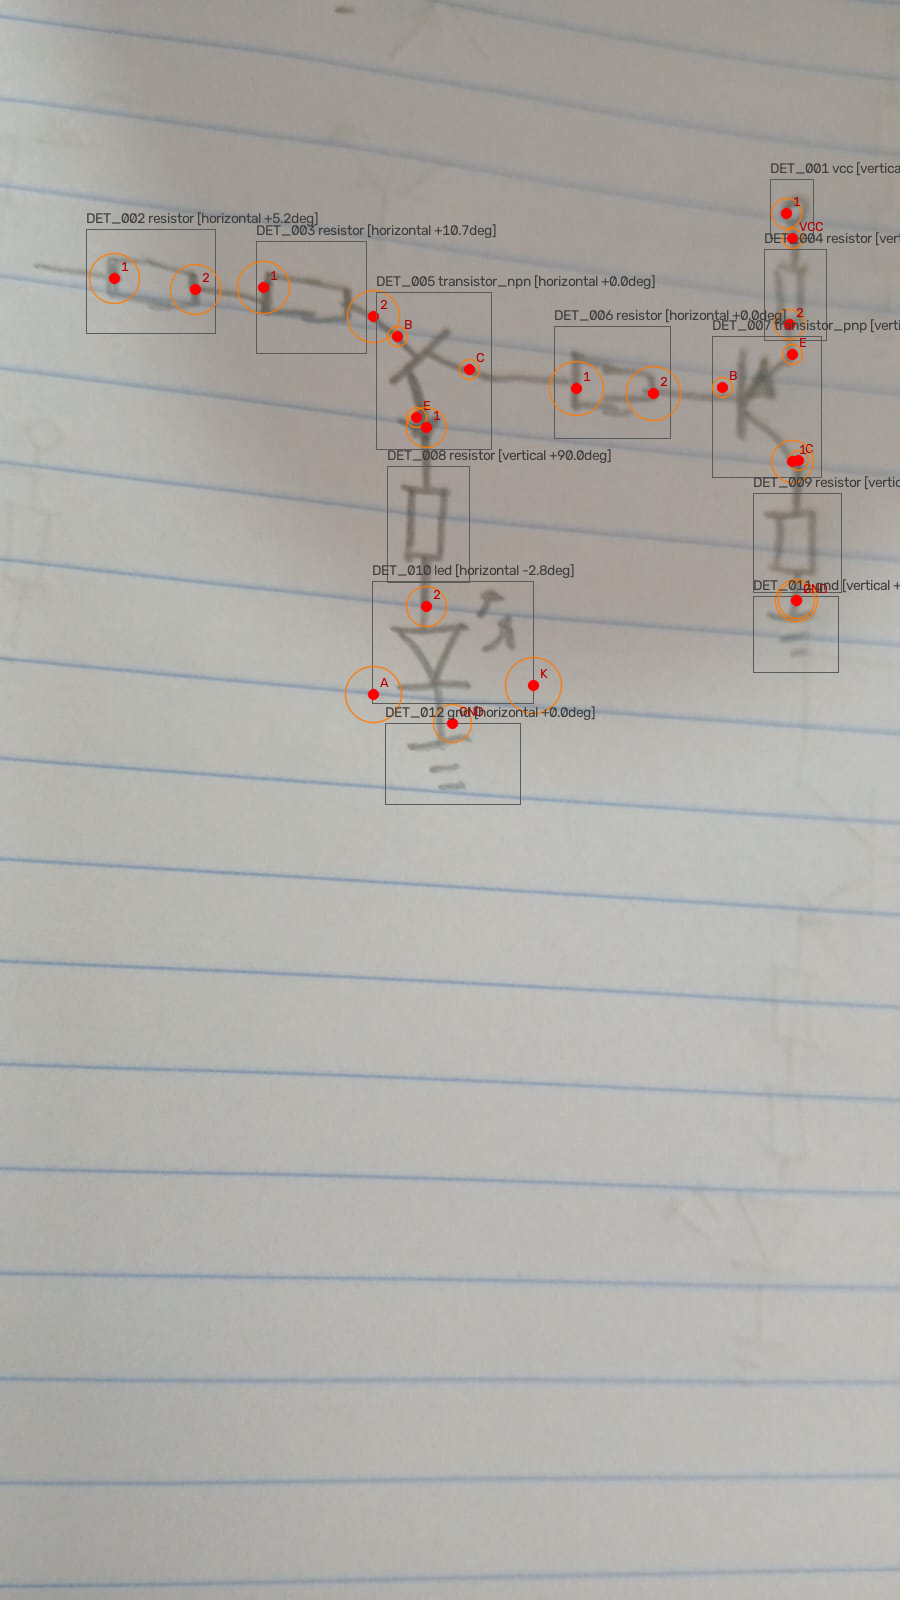 DET_001 vcc [vertica
1
VCC
DET_002 resistor [horizontal +5.2deg]
1
2
DET_003 resistor [horizontal +10.7deg]
1
2
DET_004 resistor [vert
2
DET_005 transistor_npn [horizontal +0.0deg]
B
C
E
DET_006 resistor [horizontal +0.0deg]
1
2
DET_007 transistor_pnp [verti
E
B
C
1
1
DET_008 resistor [vertical +90.0deg]
DET_009 resistor [vertic
DET_010 led [horizontal -2.8deg]
2
A
K
DET_011 gnd [vertical +
GND
DET_012 gnd [horizontal +0.0deg]
GND